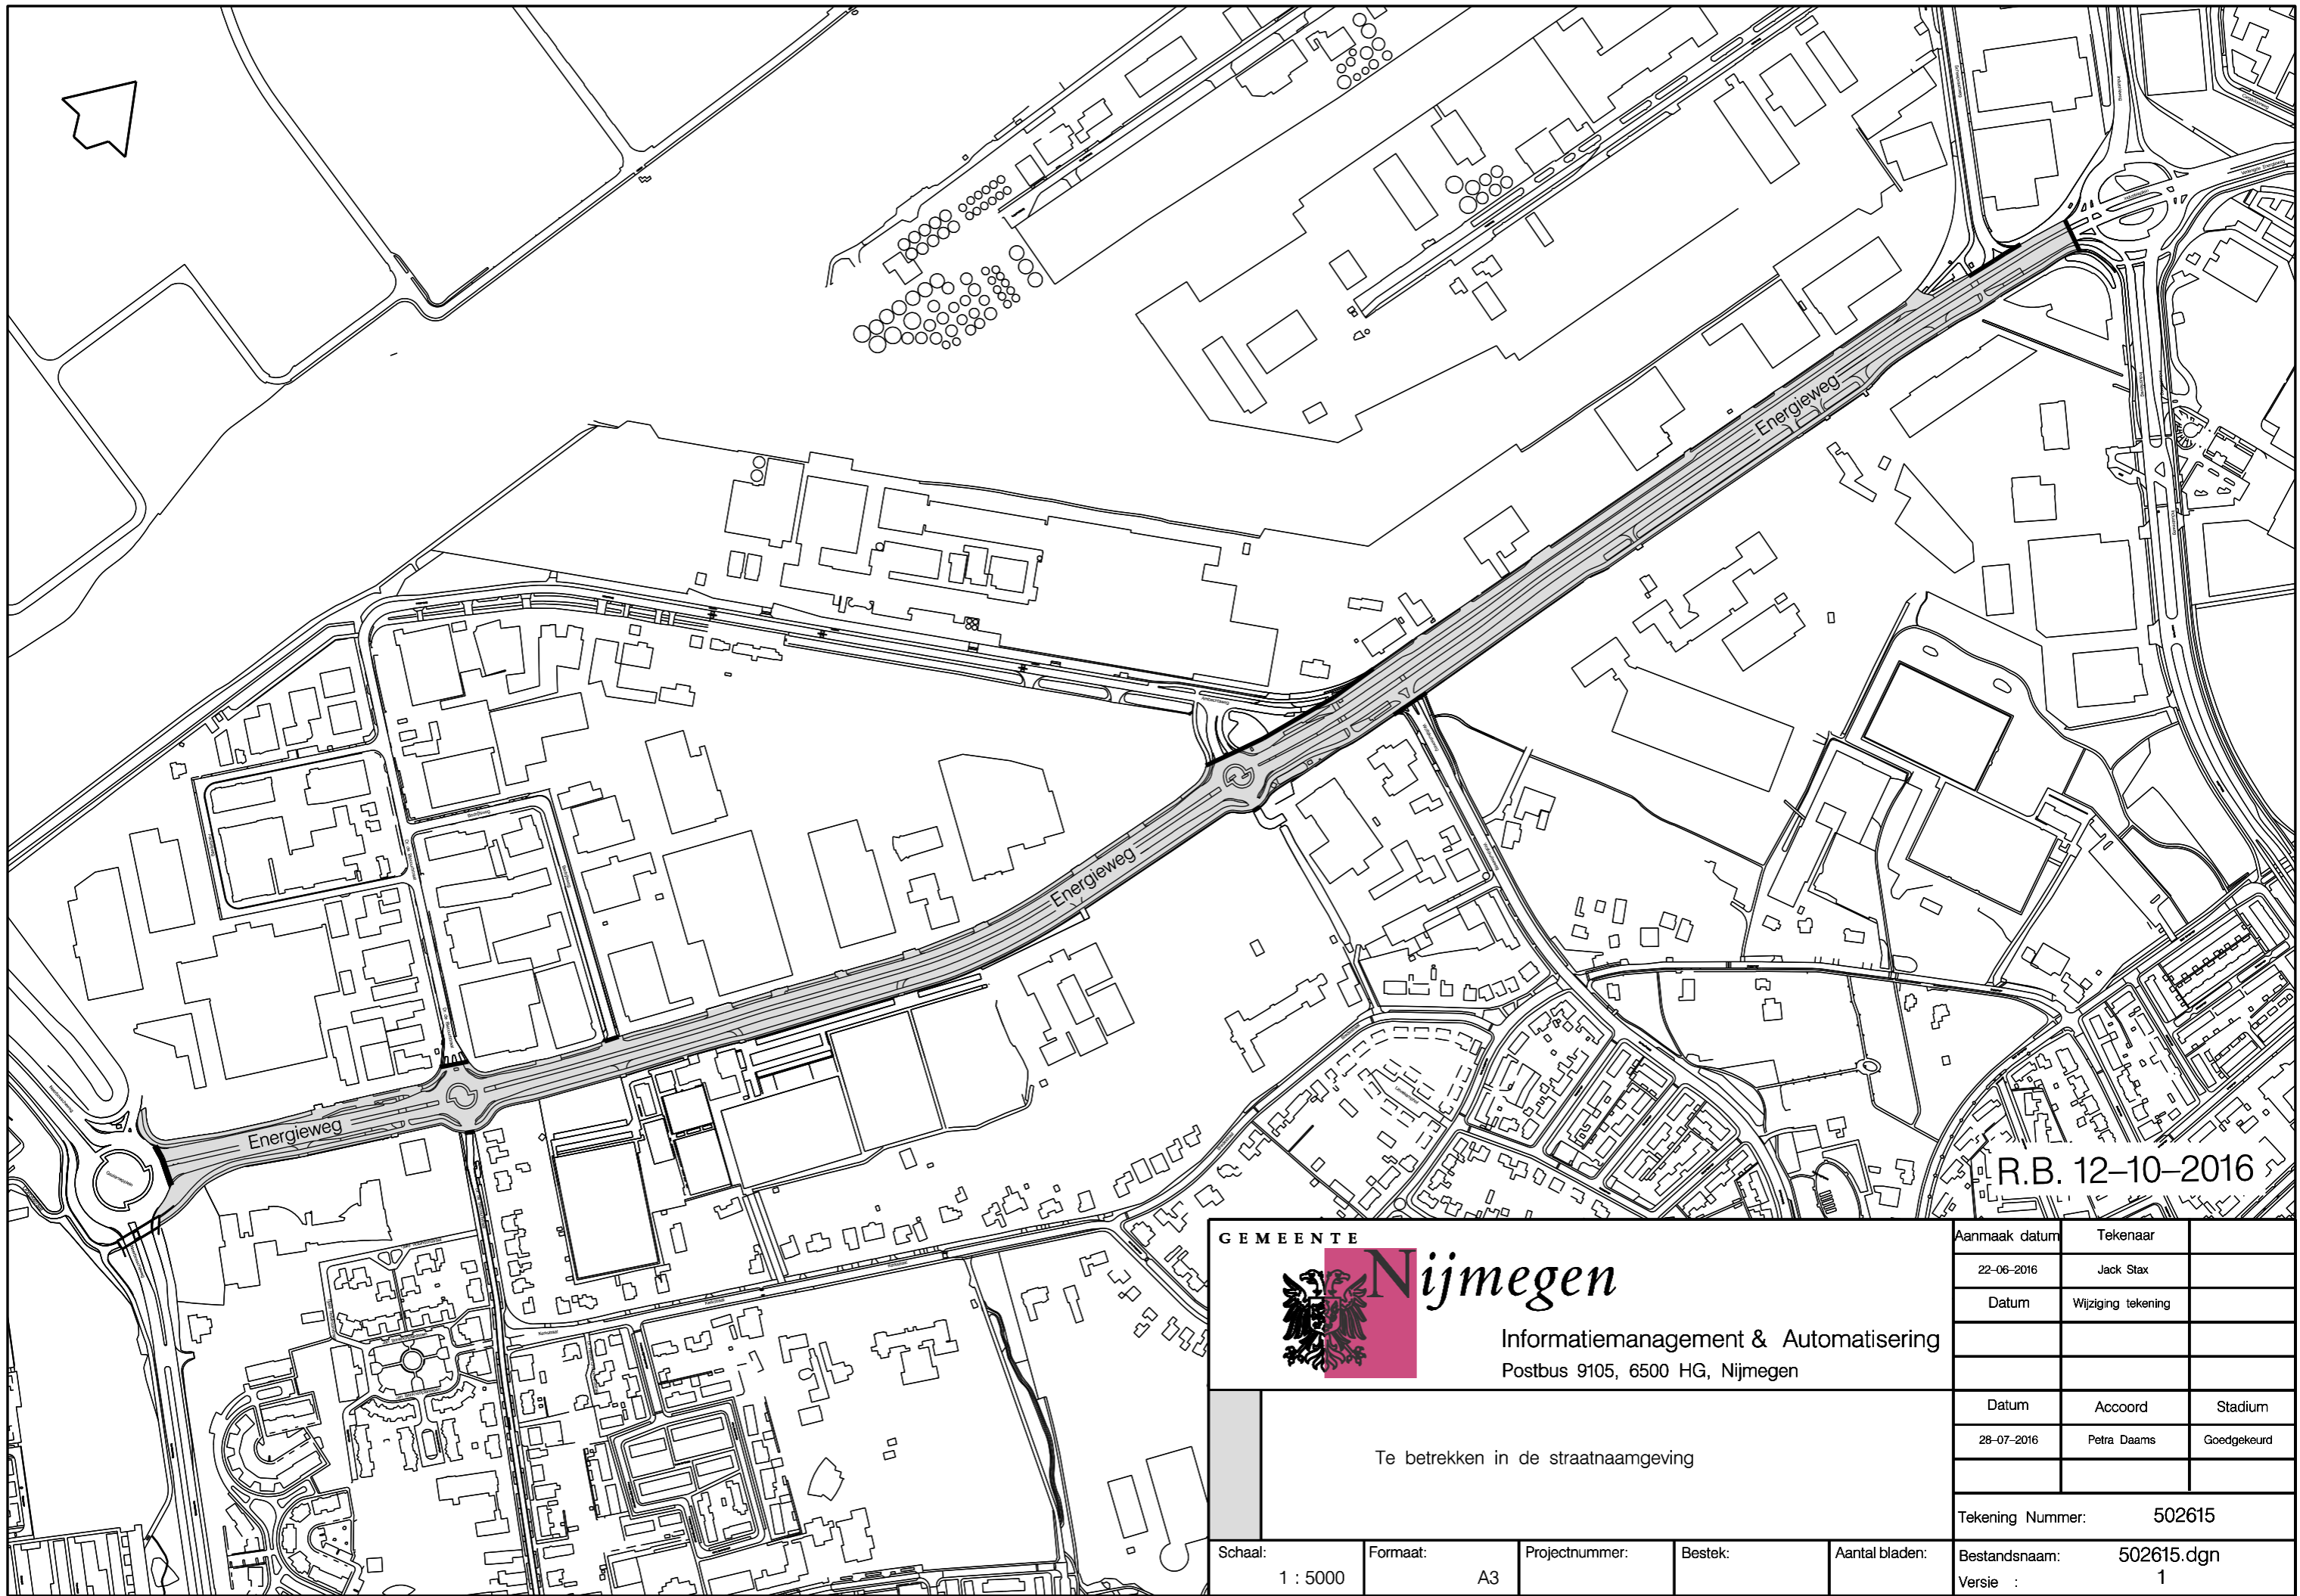 Energieweg
Energieweg
Energieweg
R.B. 12-10-2016
GEMEENTE
Nijmegen
Informatiemanagement & Automatisering
Postbus 9105, 6500 HG, Nijmegen
Te betrekken in de straatnaamgeving
Aanmaak datum Tekenaar
22-06-2016 Jack Stax
Datum Wijziging tekening
Datum Accoord Stadium
28-07-2016 Petra Daams Goedgekeurd
Tekening Nummer: 502615
Schaal: 1 : 5000
Formaat: A3
Projectnummer:
Bestek:
Aantal bladen:
Bestandsnaam: 502615.dgn
Versie : 1